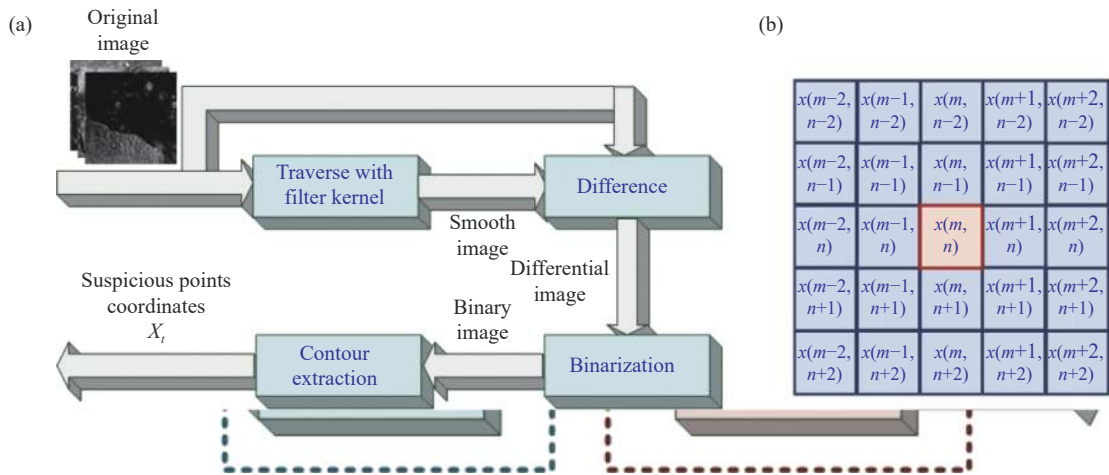 (a)
Original
image
Traverse with
filter kernel
Difference
Smooth
image
Differential
image
Suspicious points
coordinates
Xt
Binary
image
Contour
extraction
Binarization
(b)
x(m−2, x(m−1, x(m, x(m+1, x(m+2,
n−2) n−2) n−2) n−2) n−2)
x(m−2, x(m−1, x(m, x(m+1, x(m+2,
n−1) n−1) n−1) n−1) n−1)
x(m−2, x(m−1, x(m, x(m+1, x(m+2,
n) n) n) n) n)
x(m−2, x(m−1, x(m, x(m+1, x(m+2,
n+1) n+1) n+1) n+1) n+1)
x(m−2, x(m−1, x(m, x(m+1, x(m+2,
n+2) n+2) n+2) n+2) n+2)